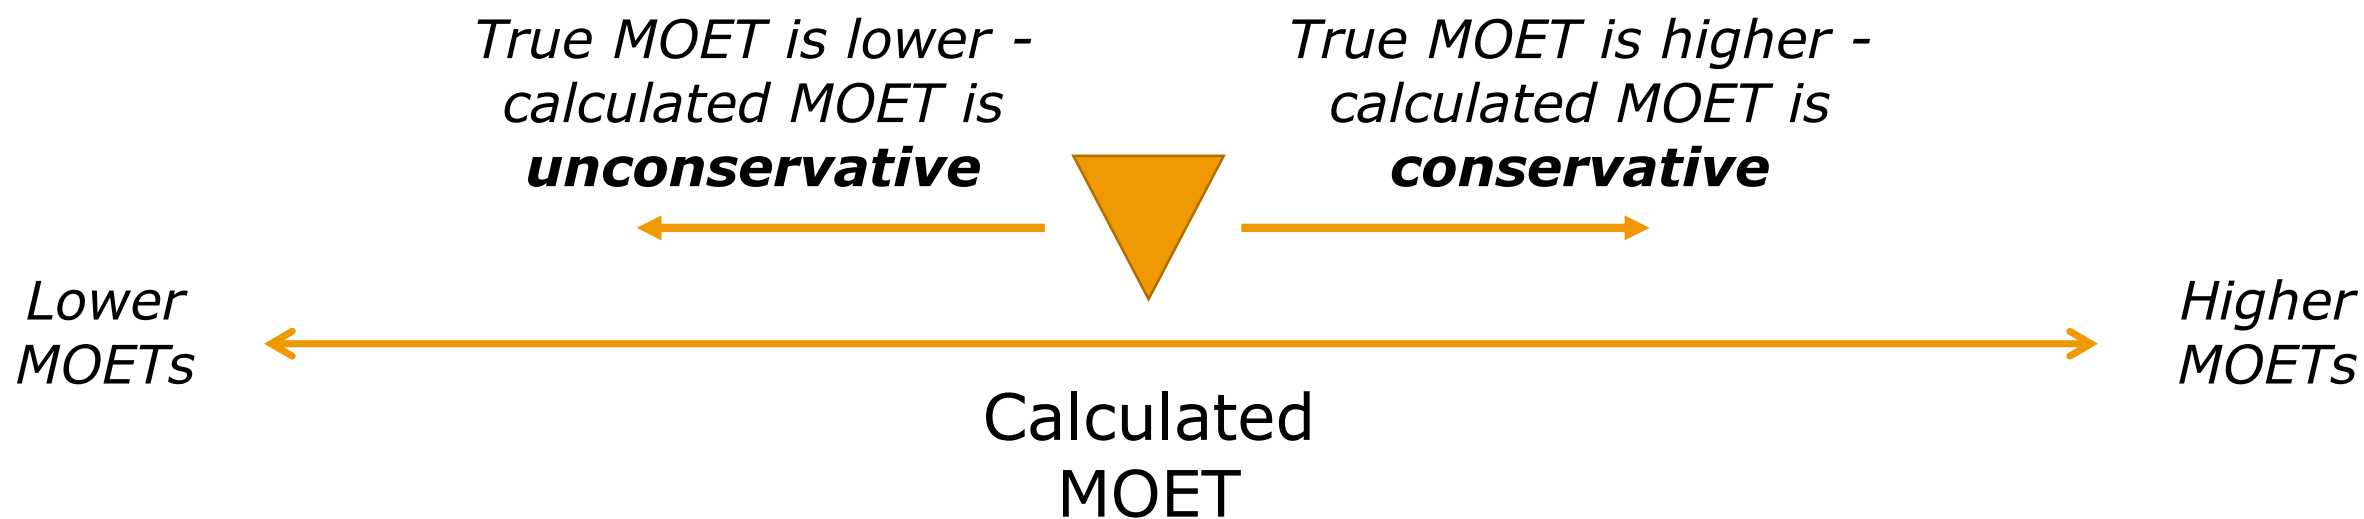 True MOET is lower -
calculated MOET is
unconservative
True MOET is higher -
calculated MOET is
conservative
Lower
MOETs
Higher
MOETs
Calculated
MOET